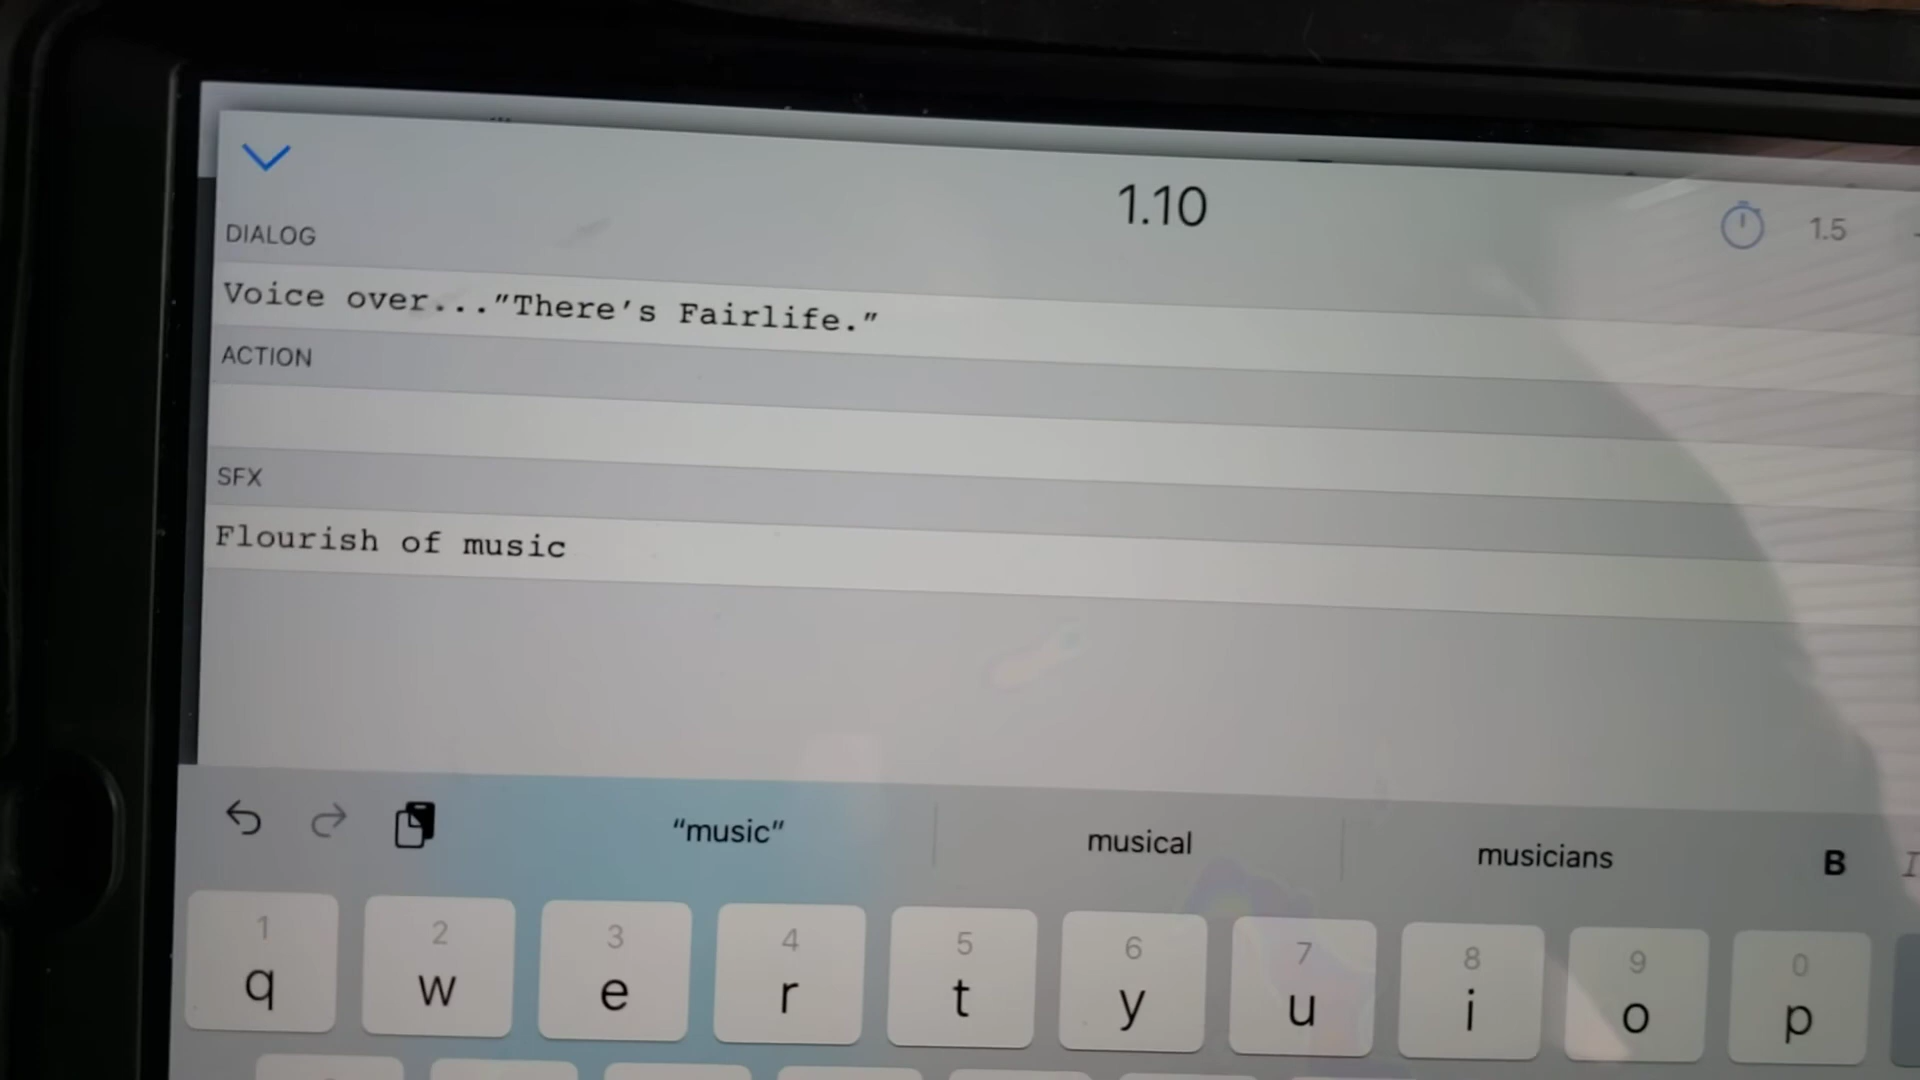 1.10
1.5
DIALOG
Voice over..."There's Fairlife."
ACTION
SFX
Flourish of music
"music" musical musicians B I
1 2 3 4 5 6 7 8 9 0
q w e r t y u i o p